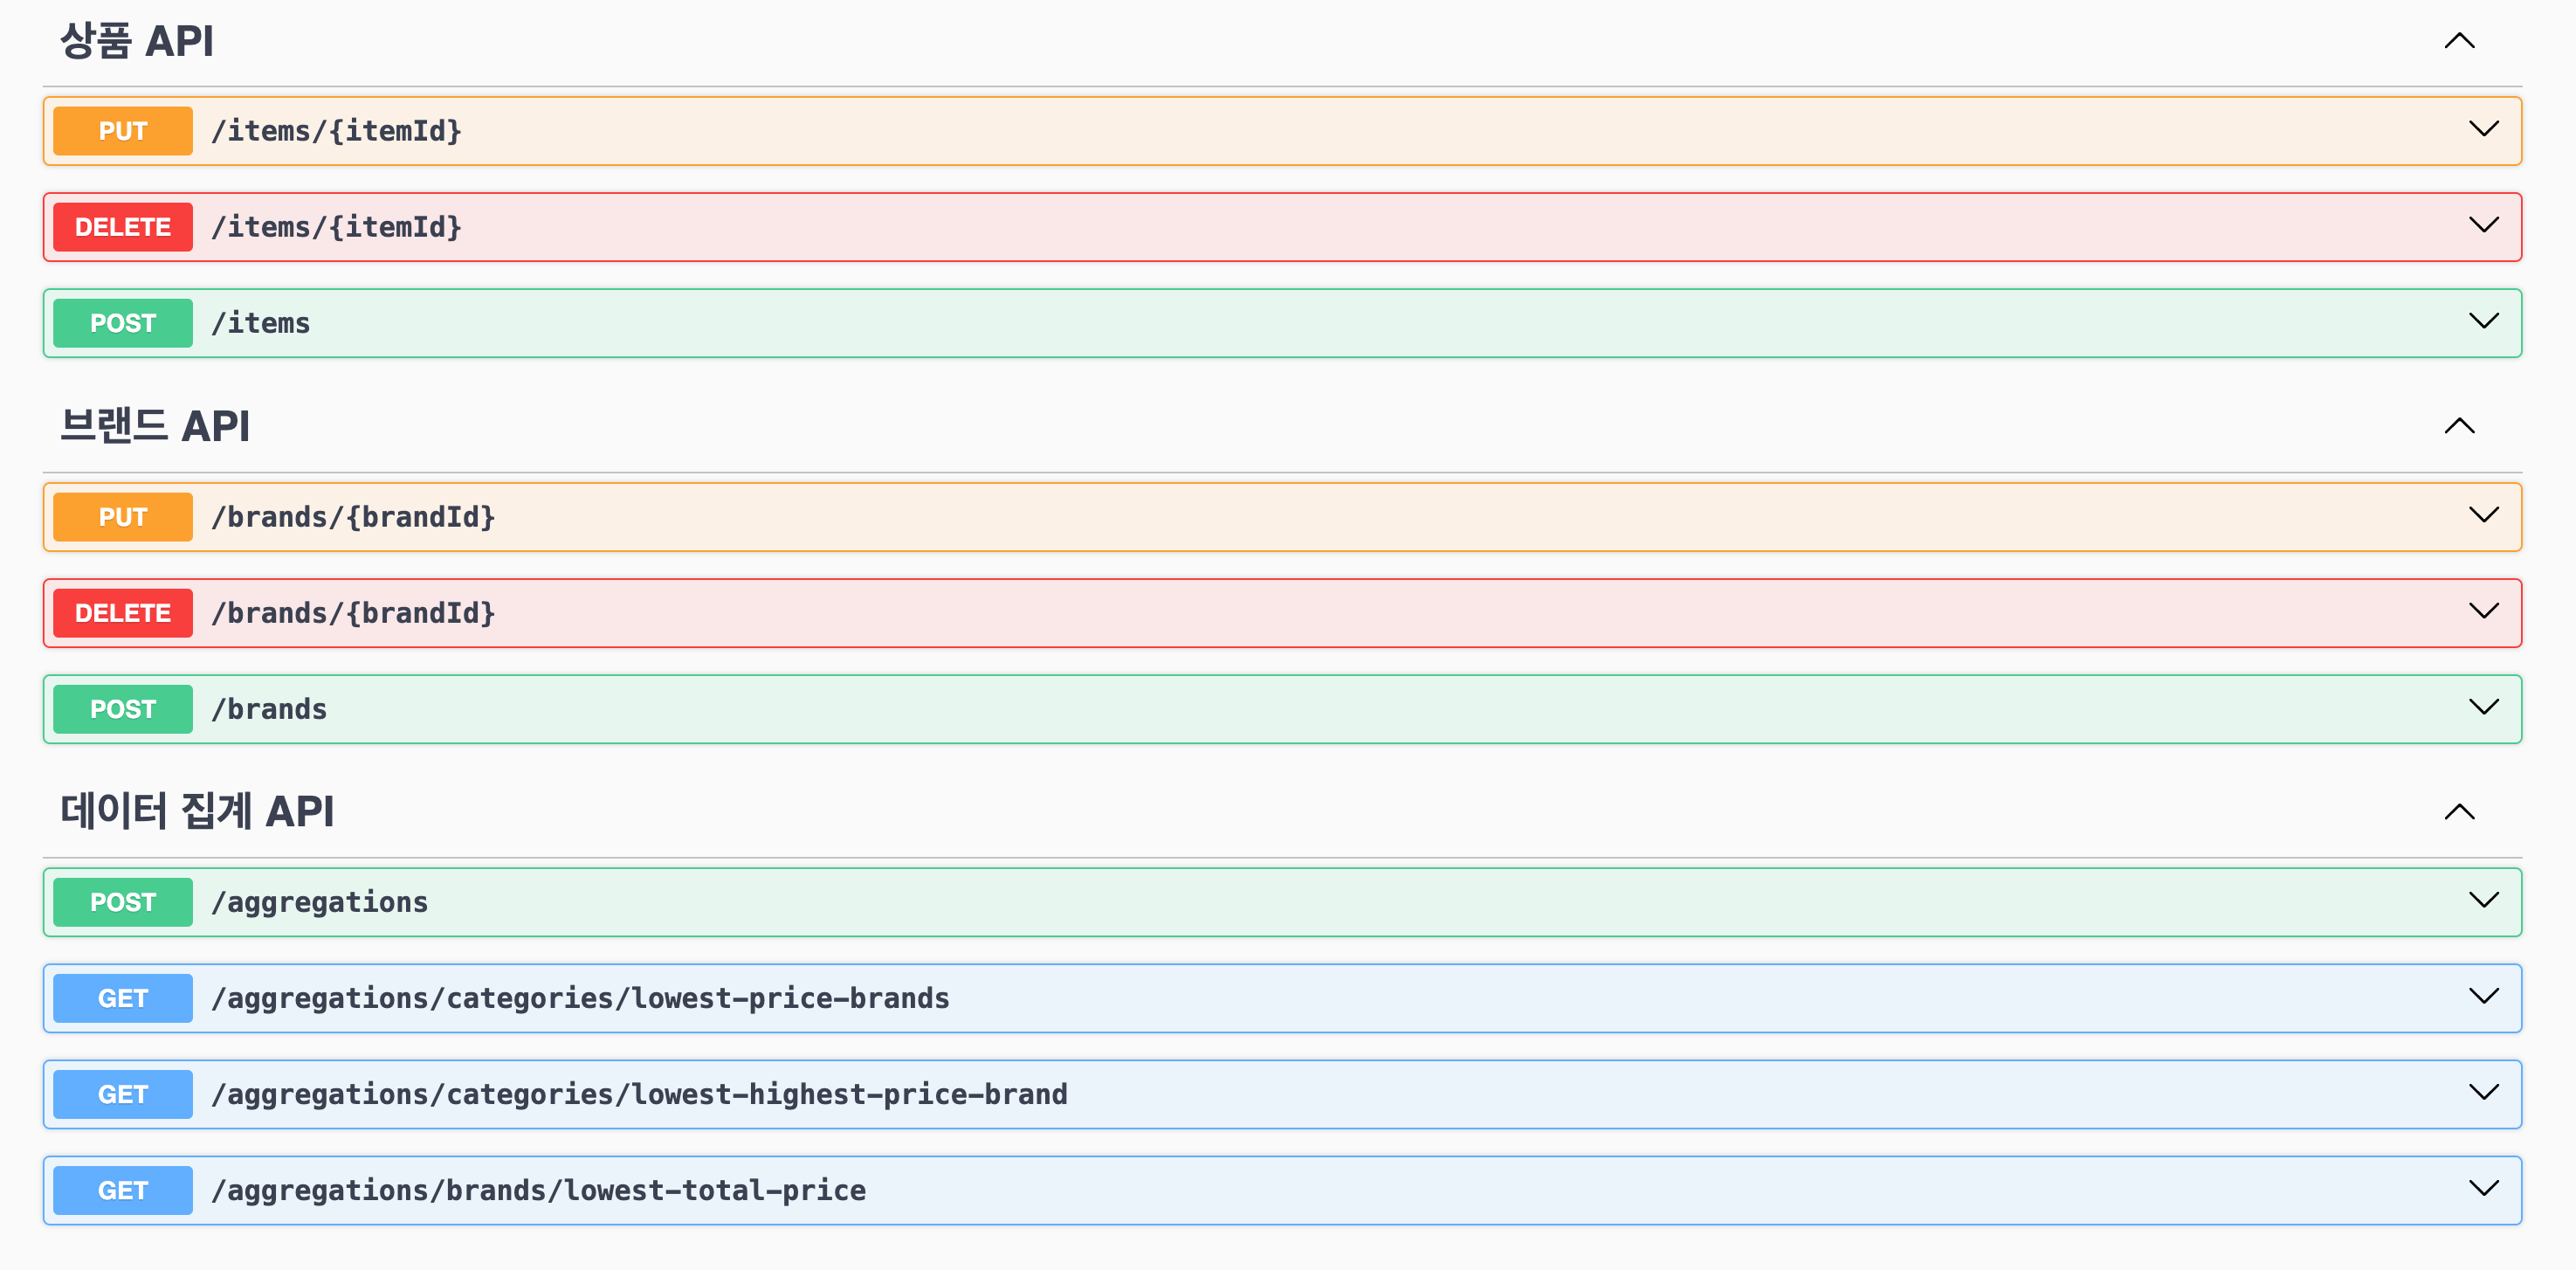 상품 API
PUT /items/{itemId}
DELETE /items/{itemId}
POST /items
브랜드 API
PUT /brands/{brandId}
DELETE /brands/{brandId}
POST /brands
데이터 집계 API
POST /aggregations
GET /aggregations/categories/lowest-price-brands
GET /aggregations/categories/lowest-highest-price-brand
GET /aggregations/brands/lowest-total-price